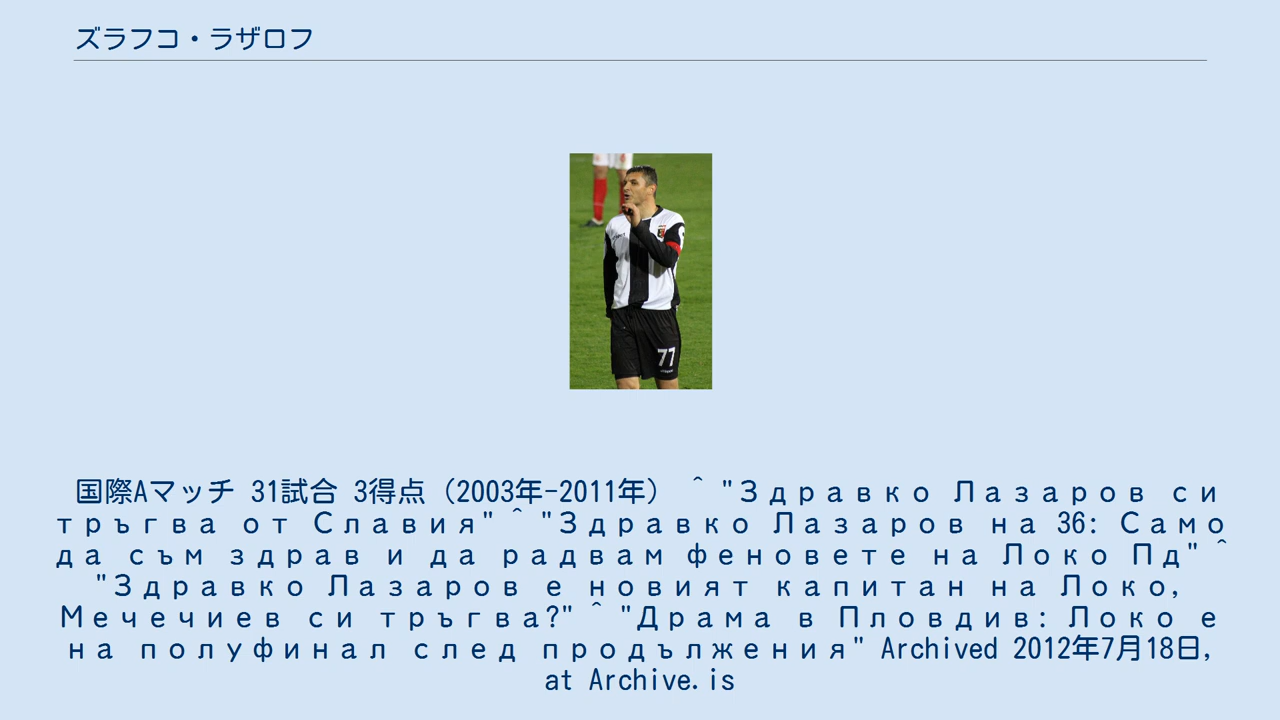 ズラフコ・ラザロフ
77
国際Aマッチ 31試合 3得点 (2003年-2011年) ^ "Здравко Лазаров си
тръгва от Славия" ^ "Здравко Лазаров на 36: Само
да съм здрав и да радвам феновете на Локо Пд" ^
"Здравко Лазаров е новият капитан на Локо,
Мечечиев си тръгва?" ^ "Драма в Пловдив: Локо е
на полуфинал след продължения" Archived 2012年7月18日,
at Archive.is